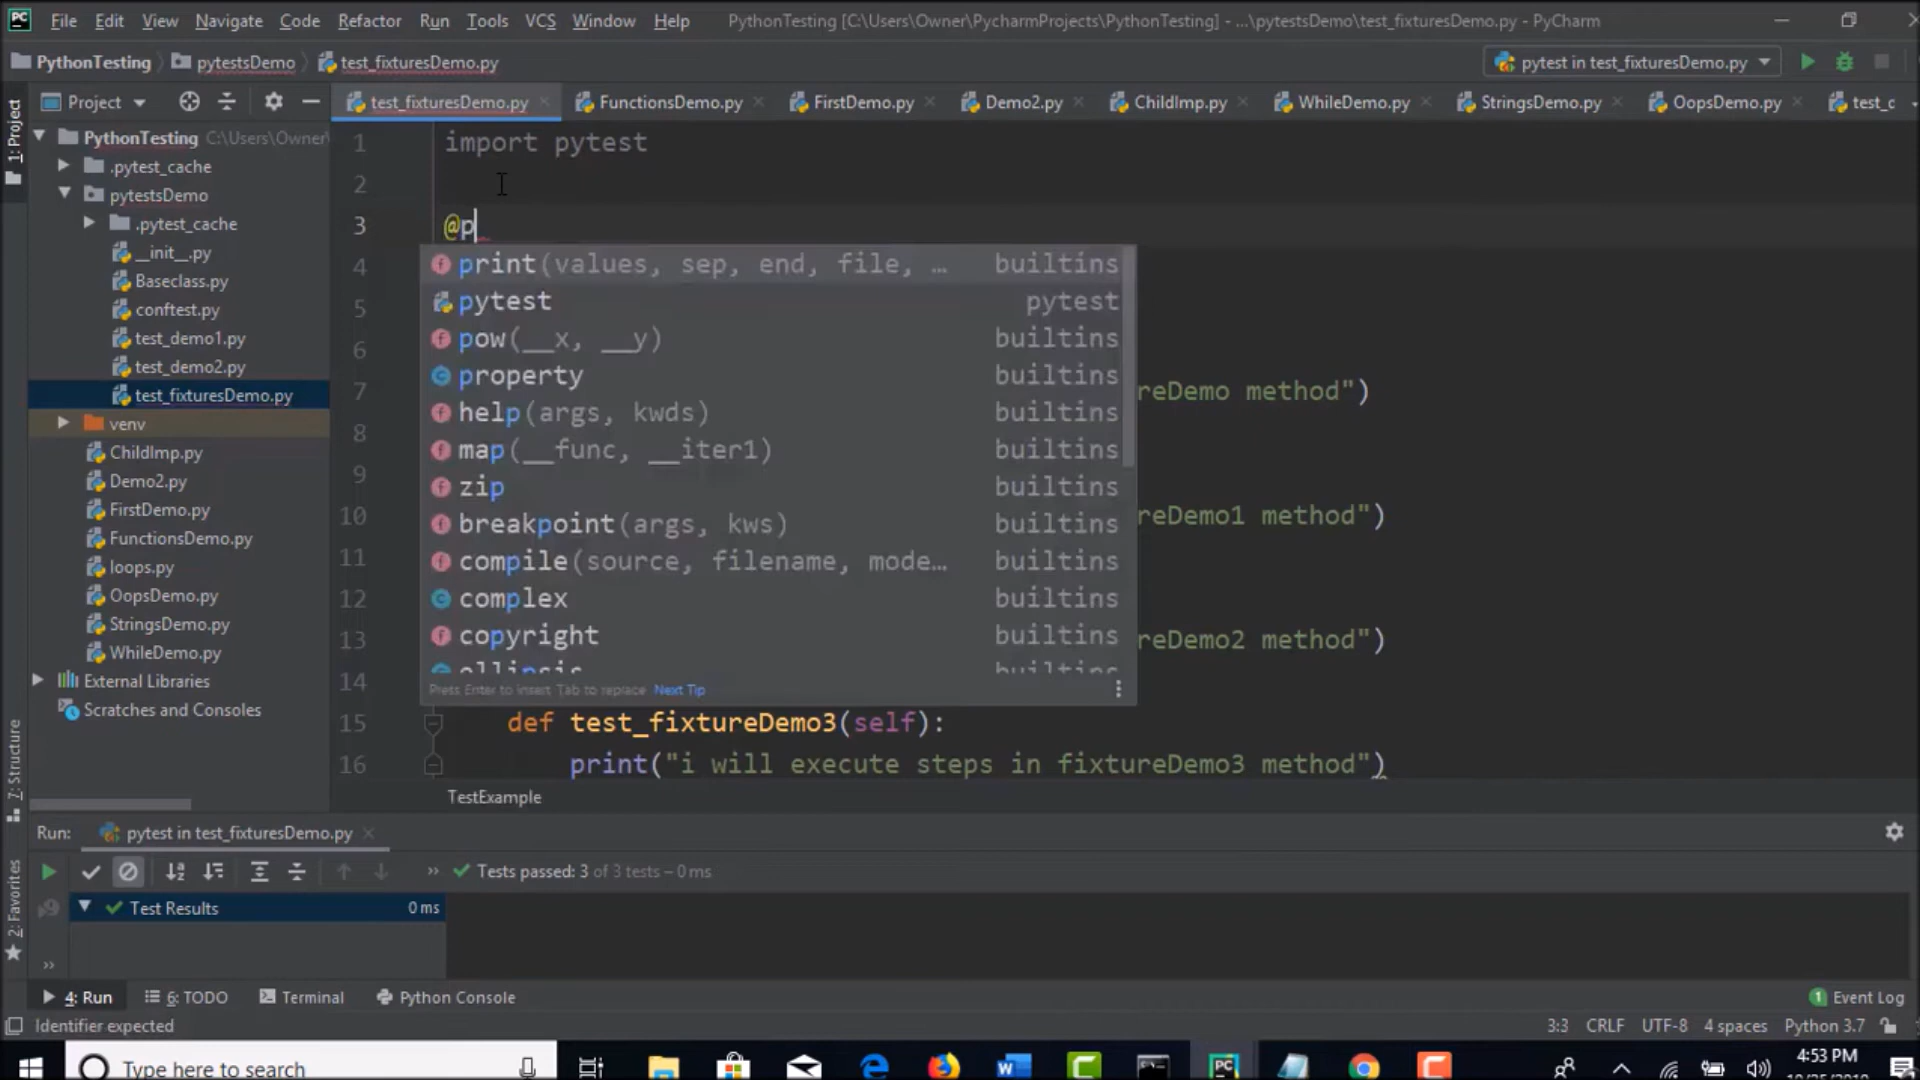 File Edit View Navigate Code Refactor Run Tools VCS Window Help PythonTesting [C:\Users\Owner\PycharmProjects\PythonTesting] - ...\pytestsDemo\test_fixturesDemo.py - PyCharm
PythonTesting pytestsDemo test_fixturesDemo.py pytest in test_fixturesDemo.py
1: Project
Project
test_fixturesDemo.py FunctionsDemo.py FirstDemo.py Demo2.py ChildImp.py WhileDemo.py StringsDemo.py OopsDemo.py test_c
PythonTesting C:\Users\Owner\
.pytest_cache
pytestsDemo
.pytest_cache
__init__.py
Baseclass.py
conftest.py
test_demo1.py
test_demo2.py
test_fixturesDemo.py
venv
ChildImp.py
Demo2.py
FirstDemo.py
FunctionsDemo.py
loops.py
OopsDemo.py
StringsDemo.py
WhileDemo.py
External Libraries
Scratches and Consoles
1 import pytest
2
3 @p
4
5
6
7 reDemo method")
8
9
10 reDemo1 method")
11
12
13 reDemo2 method")
14
15 def test_fixtureDemo3(self):
16 print("i will execute steps in fixtureDemo3 method")
print(values, sep, end, file, … builtins
pytest pytest
pow(__x, __y) builtins
property builtins
help(args, kwds) builtins
map(__func, __iter1) builtins
zip builtins
breakpoint(args, kws) builtins
compile(source, filename, mode… builtins
complex builtins
copyright builtins
ellipsis builtins
Press Enter to insert Tab to replace Next Tip
TestExample
7: Structure
2: Favorites
Run: pytest in test_fixturesDemo.py
» Tests passed: 3 of 3 tests – 0 ms
Test Results 0 ms
»
4: Run 6: TODO Terminal Python Console 1 Event Log
Identifier expected 3:3 CRLF UTF-8 4 spaces Python 3.7
Type here to search
4:53 PM